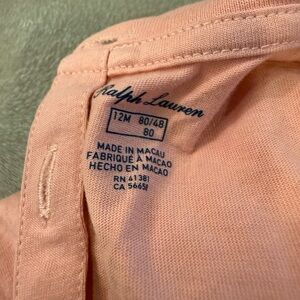 Ralph Lauren
12M 80/48
80
MADE IN MACAU
FABRIQUÉ À MACAO
HECHO EN MACAO
RN 41381
CA 56651